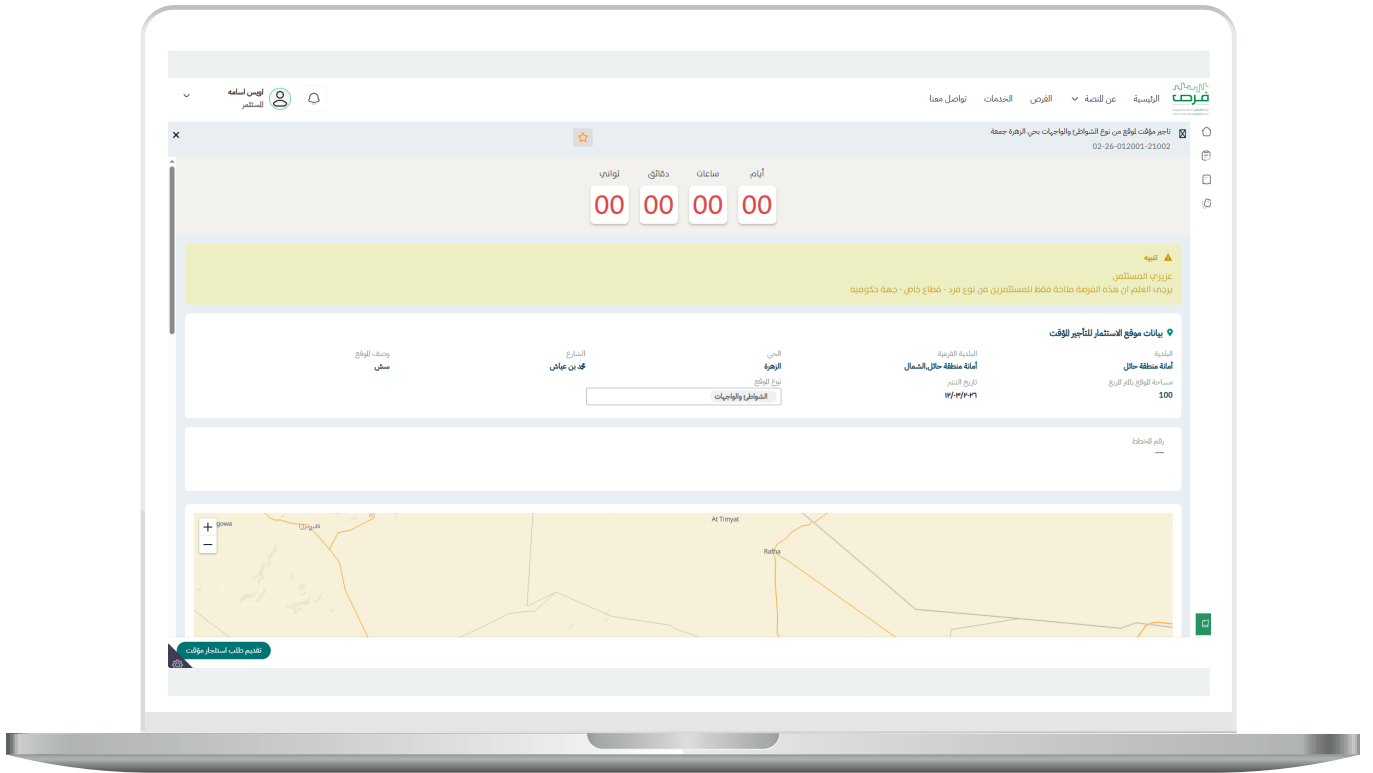 فرص
الرئيسية
عن المنصة
الفرص
الخدمات
تواصل معنا
اويس اسامه
المستثمر
تاجير مؤقت لموقع من نوع الشواطئ والواجهات بحي الزهرة جمعة
02-26-012001-21002
أيام
ساعات
دقائق
ثواني
00
00
00
00
تنبيه
عزيزي المستثمر,
يرجى العلم ان هذه الفرصة متاحة فقط للمستثمرين من نوع فرد - قطاع خاص - جهة حكوميه
بيانات موقع الاستثمار للتأجير المؤقت
البلدية
البلدية الفرعية
الحي
الشارع
وصف الموقع
أمانة منطقة حائل
أمانة منطقة حائل,الشمال
الزهرة
محمد بن عياش
سش
مساحة الموقع بالمتر المربع
تاريخ النشر
نوع الموقع
100
١٢/٠٣/٢٠٢٦
الشواطئ والواجهات
رقم المخطط
—
+
−
gowa
At Timyat
Rafha
تقديم طلب استئجار مؤقت